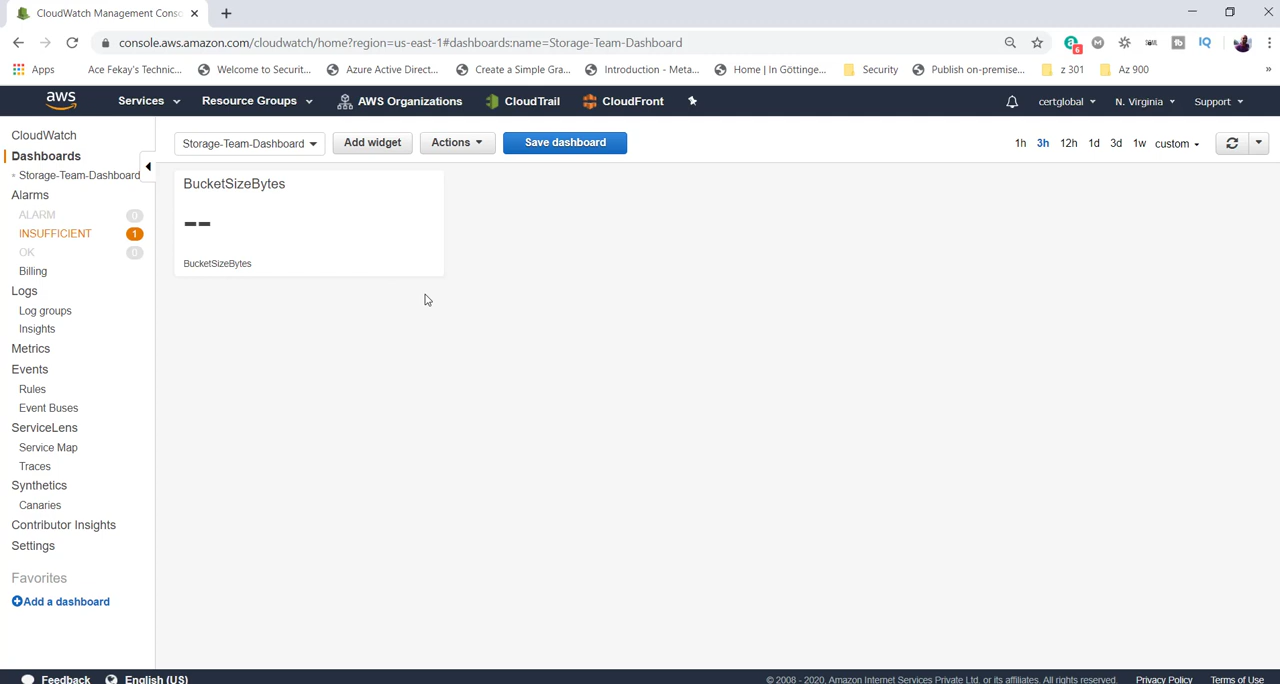 CloudWatch Management Conso
console.aws.amazon.com/cloudwatch/home?region=us-east-1#dashboards:name=Storage-Team-Dashboard
6
Apps
Ace Fekay's Technic...
Welcome to Securit...
Azure Active Direct...
Create a Simple Gra...
Introduction - Meta...
Home | In Göttinge...
Security
Publish on-premise...
z 301
Az 900
»
aws
Services
Resource Groups
AWS Organizations
CloudTrail
CloudFront
certglobal
N. Virginia
Support
CloudWatch
Dashboards
Storage-Team-Dashboard
Alarms
ALARM 0
INSUFFICIENT 1
OK 0
Billing
Logs
Log groups
Insights
Metrics
Events
Rules
Event Buses
ServiceLens
Service Map
Traces
Synthetics
Canaries
Contributor Insights
Settings
Favorites
Add a dashboard
Storage-Team-Dashboard
Add widget
Actions
Save dashboard
1h 3h 12h 1d 3d 1w custom
BucketSizeBytes
--
BucketSizeBytes
Feedback
English (US)
© 2008 - 2020, Amazon Internet Services Private Ltd. or its affiliates. All rights reserved.
Privacy Policy
Terms of Use